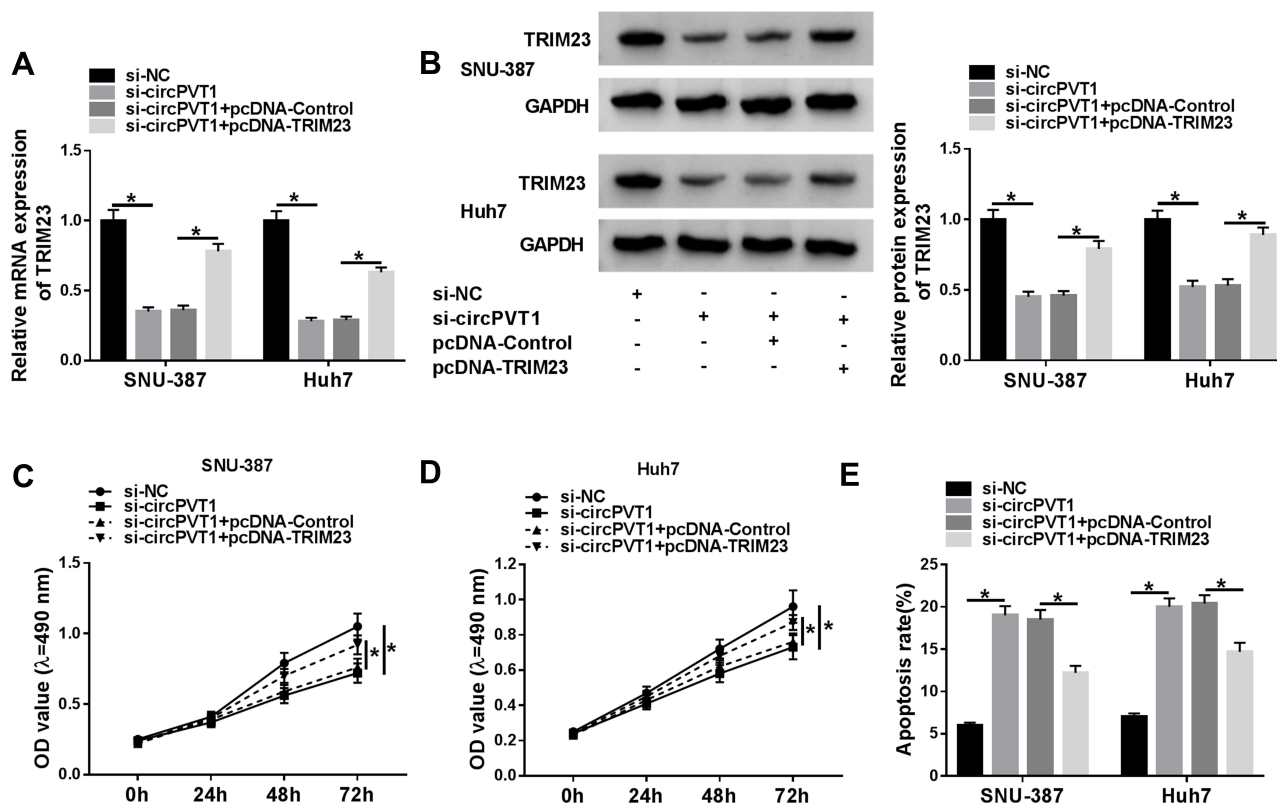 A
si-NC
si-circPVT1
si-circPVT1+pcDNA-Control
si-circPVT1+pcDNA-TRIM23
Relative mRNA expression
of TRIM23
1.5
1.0
0.5
0.0
*
*
*
*
SNU-387
Huh7
B
TRIM23
SNU-387
GAPDH
TRIM23
Huh7
GAPDH
si-NC + - - -
si-circPVT1 - + + +
pcDNA-Control - - + -
pcDNA-TRIM23 - - - +
si-NC
si-circPVT1
si-circPVT1+pcDNA-Control
si-circPVT1+pcDNA-TRIM23
Relative protein expression
of TRIM23
1.5
1.0
0.5
0.0
*
*
*
*
SNU-387
Huh7
C
SNU-387
si-NC
si-circPVT1
si-circPVT1+pcDNA-Control
si-circPVT1+pcDNA-TRIM23
OD value (λ=490 nm)
1.5
1.0
0.5
0.0
*
*
0h 24h 48h 72h
D
Huh7
si-NC
si-circPVT1
si-circPVT1+pcDNA-Control
si-circPVT1+pcDNA-TRIM23
OD value (λ=490 nm)
1.2
1.0
0.8
0.6
0.4
0.2
0.0
*
*
0h 24h 48h 72h
E
si-NC
si-circPVT1
si-circPVT1+pcDNA-Control
si-circPVT1+pcDNA-TRIM23
Apoptosis rate(%)
25
20
15
10
5
0
*
*
*
*
SNU-387
Huh7